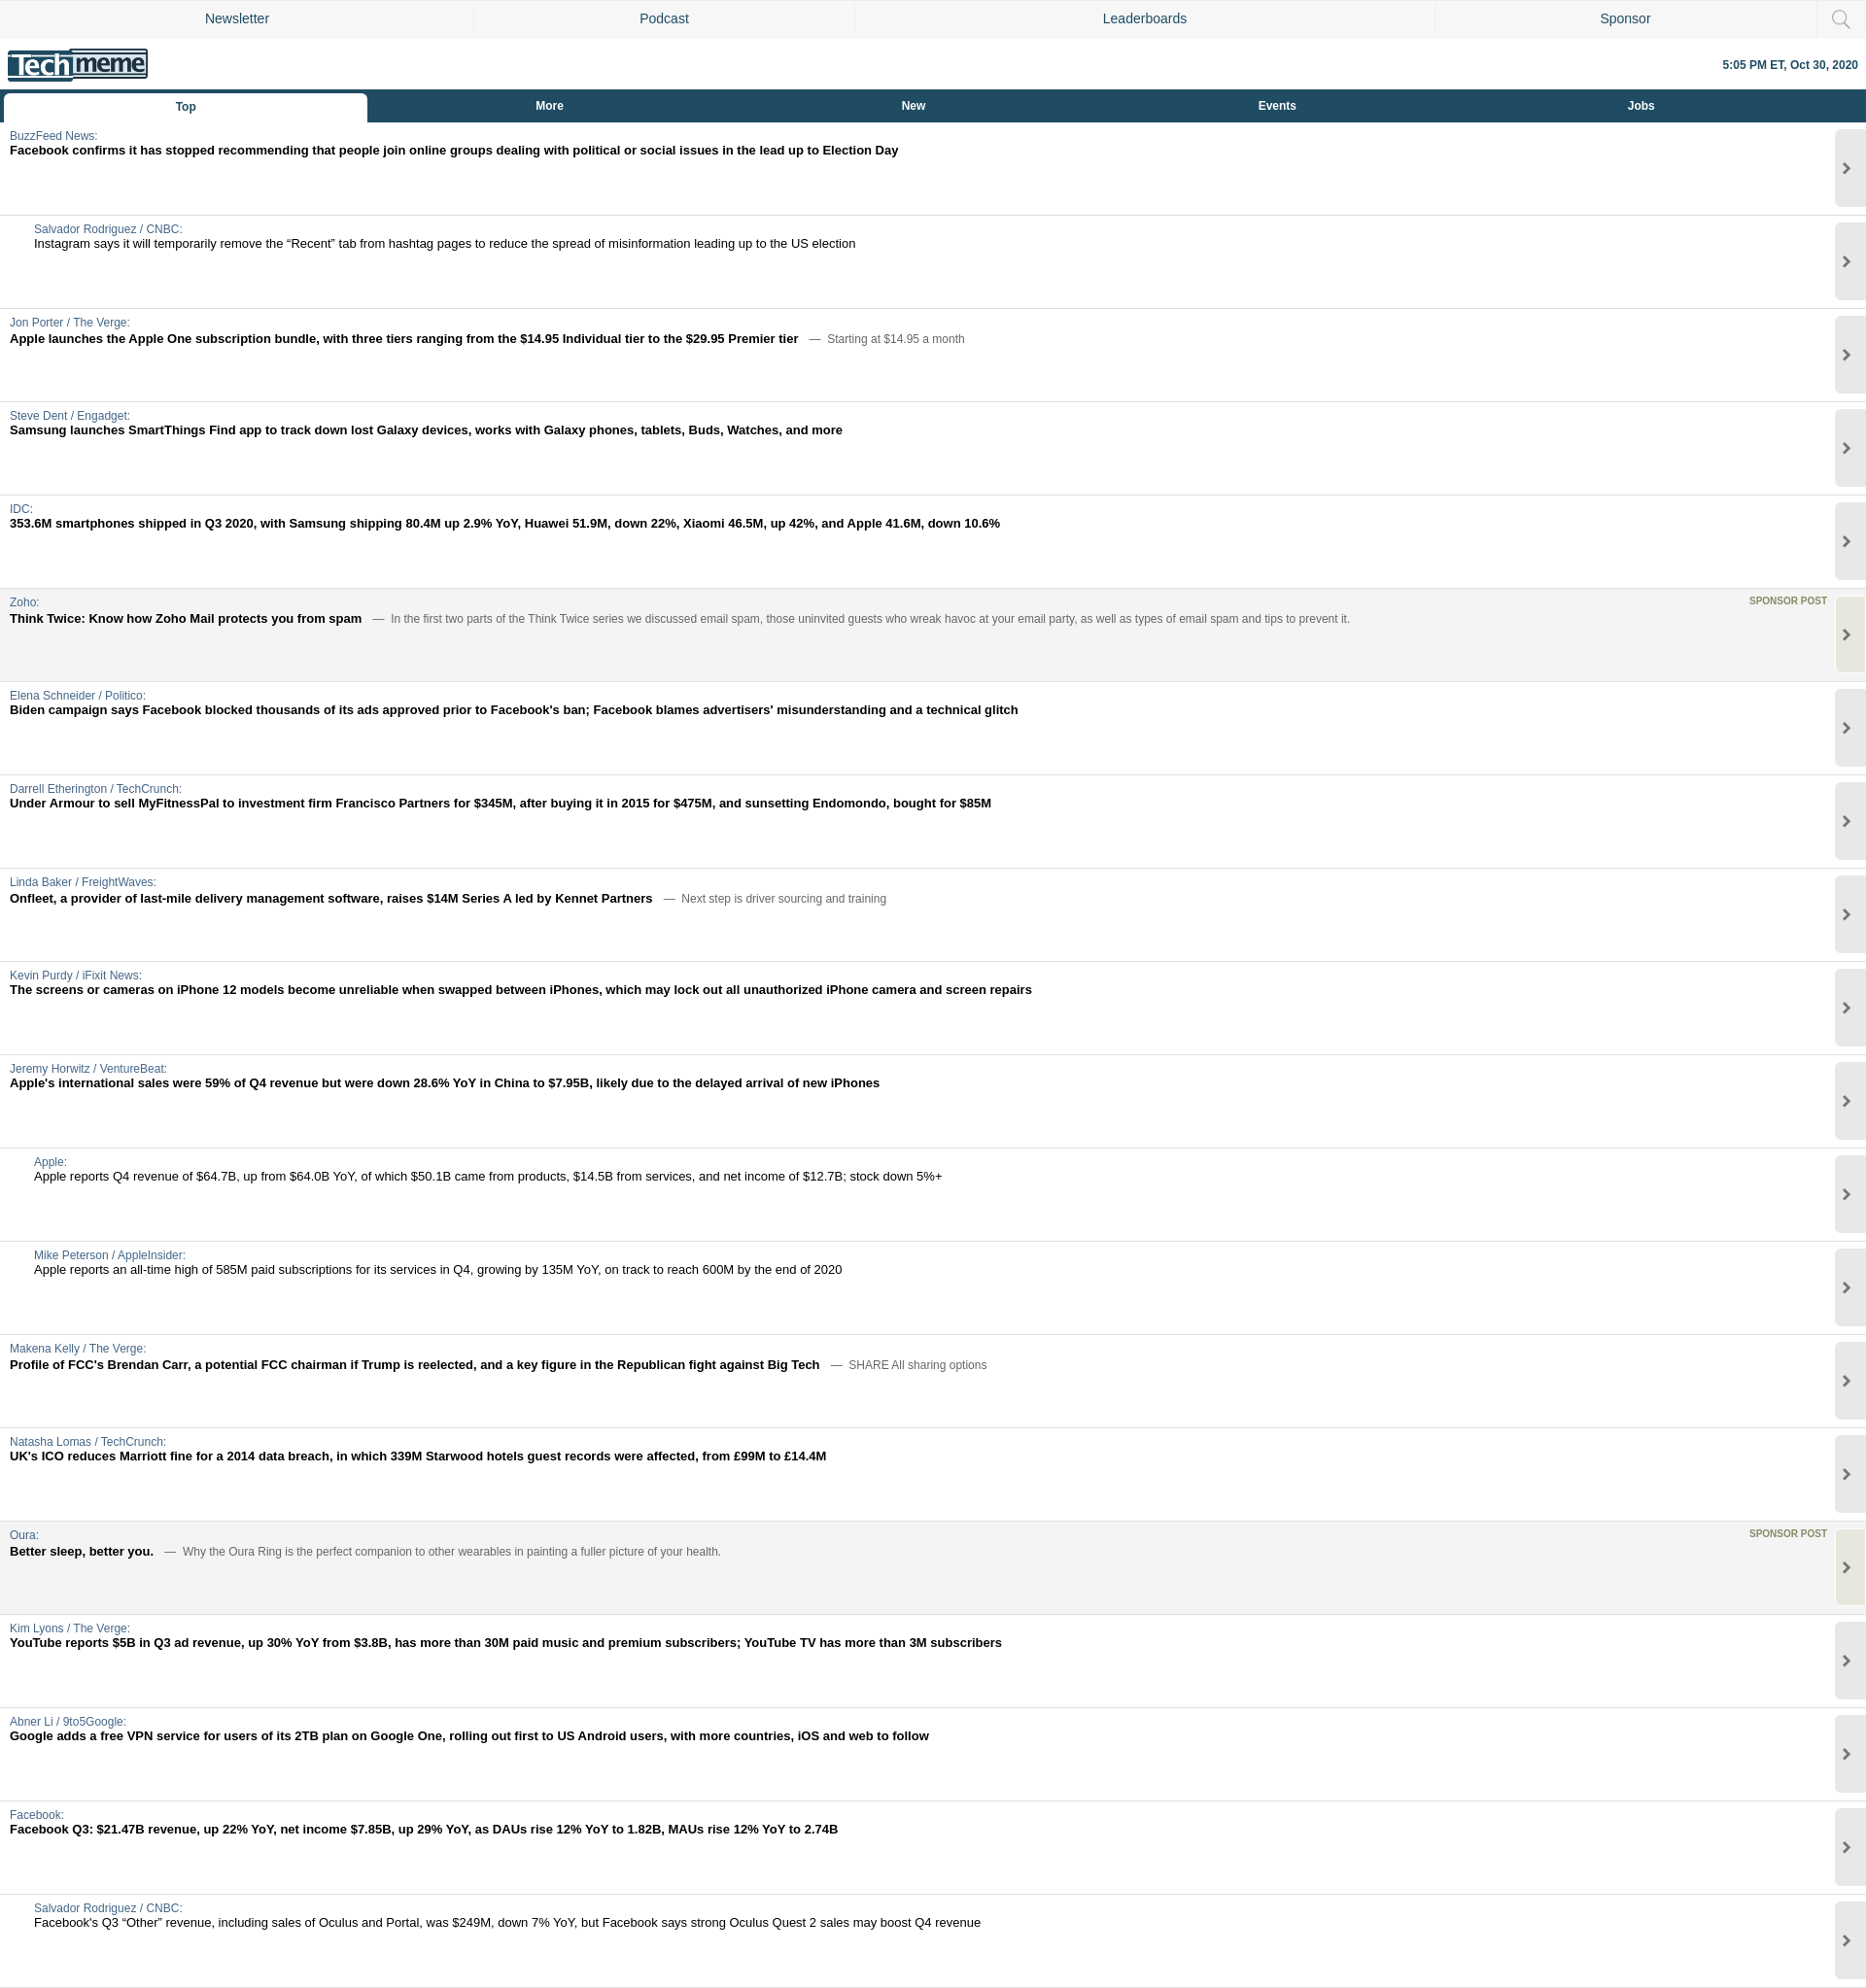 Newsletter
Podcast
Leaderboards
Sponsor
Techmeme
5:05 PM ET, Oct 30, 2020
Top
More
New
Events
Jobs
BuzzFeed News:
Facebook confirms it has stopped recommending that people join online groups dealing with political or social issues in the lead up to Election Day
Salvador Rodriguez / CNBC:
Instagram says it will temporarily remove the “Recent” tab from hashtag pages to reduce the spread of misinformation leading up to the US election
Jon Porter / The Verge:
Apple launches the Apple One subscription bundle, with three tiers ranging from the $14.95 Individual tier to the $29.95 Premier tier — Starting at $14.95 a month
Steve Dent / Engadget:
Samsung launches SmartThings Find app to track down lost Galaxy devices, works with Galaxy phones, tablets, Buds, Watches, and more
IDC:
353.6M smartphones shipped in Q3 2020, with Samsung shipping 80.4M up 2.9% YoY, Huawei 51.9M, down 22%, Xiaomi 46.5M, up 42%, and Apple 41.6M, down 10.6%
Zoho:
SPONSOR POST
Think Twice: Know how Zoho Mail protects you from spam — In the first two parts of the Think Twice series we discussed email spam, those uninvited guests who wreak havoc at your email party, as well as types of email spam and tips to prevent it.
Elena Schneider / Politico:
Biden campaign says Facebook blocked thousands of its ads approved prior to Facebook's ban; Facebook blames advertisers' misunderstanding and a technical glitch
Darrell Etherington / TechCrunch:
Under Armour to sell MyFitnessPal to investment firm Francisco Partners for $345M, after buying it in 2015 for $475M, and sunsetting Endomondo, bought for $85M
Linda Baker / FreightWaves:
Onfleet, a provider of last-mile delivery management software, raises $14M Series A led by Kennet Partners — Next step is driver sourcing and training
Kevin Purdy / iFixit News:
The screens or cameras on iPhone 12 models become unreliable when swapped between iPhones, which may lock out all unauthorized iPhone camera and screen repairs
Jeremy Horwitz / VentureBeat:
Apple's international sales were 59% of Q4 revenue but were down 28.6% YoY in China to $7.95B, likely due to the delayed arrival of new iPhones
Apple:
Apple reports Q4 revenue of $64.7B, up from $64.0B YoY, of which $50.1B came from products, $14.5B from services, and net income of $12.7B; stock down 5%+
Mike Peterson / AppleInsider:
Apple reports an all-time high of 585M paid subscriptions for its services in Q4, growing by 135M YoY, on track to reach 600M by the end of 2020
Makena Kelly / The Verge:
Profile of FCC's Brendan Carr, a potential FCC chairman if Trump is reelected, and a key figure in the Republican fight against Big Tech — SHARE All sharing options
Natasha Lomas / TechCrunch:
UK's ICO reduces Marriott fine for a 2014 data breach, in which 339M Starwood hotels guest records were affected, from £99M to £14.4M
Oura:
SPONSOR POST
Better sleep, better you. — Why the Oura Ring is the perfect companion to other wearables in painting a fuller picture of your health.
Kim Lyons / The Verge:
YouTube reports $5B in Q3 ad revenue, up 30% YoY from $3.8B, has more than 30M paid music and premium subscribers; YouTube TV has more than 3M subscribers
Abner Li / 9to5Google:
Google adds a free VPN service for users of its 2TB plan on Google One, rolling out first to US Android users, with more countries, iOS and web to follow
Facebook:
Facebook Q3: $21.47B revenue, up 22% YoY, net income $7.85B, up 29% YoY, as DAUs rise 12% YoY to 1.82B, MAUs rise 12% YoY to 2.74B
Salvador Rodriguez / CNBC:
Facebook's Q3 “Other” revenue, including sales of Oculus and Portal, was $249M, down 7% YoY, but Facebook says strong Oculus Quest 2 sales may boost Q4 revenue